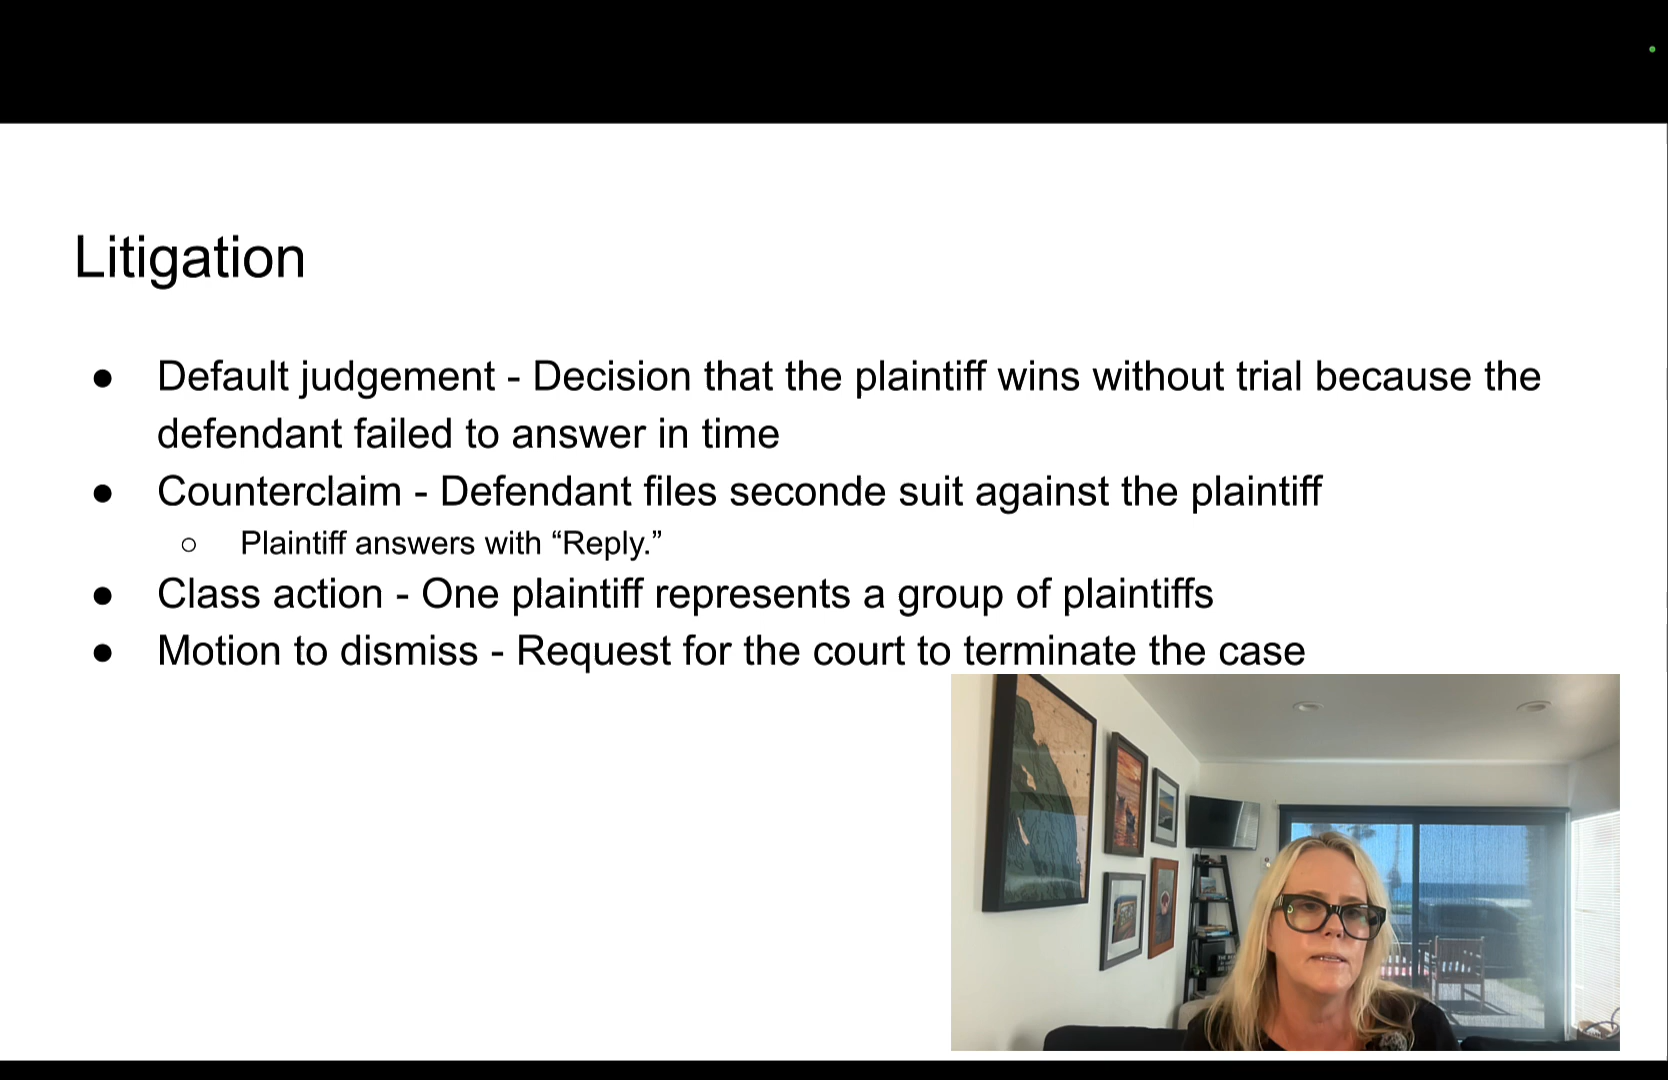 Litigation
● Default judgement - Decision that the plaintiff wins without trial because the
defendant failed to answer in time
● Counterclaim - Defendant files seconde suit against the plaintiff
○ Plaintiff answers with “Reply.”
● Class action - One plaintiff represents a group of plaintiffs
● Motion to dismiss - Request for the court to terminate the case